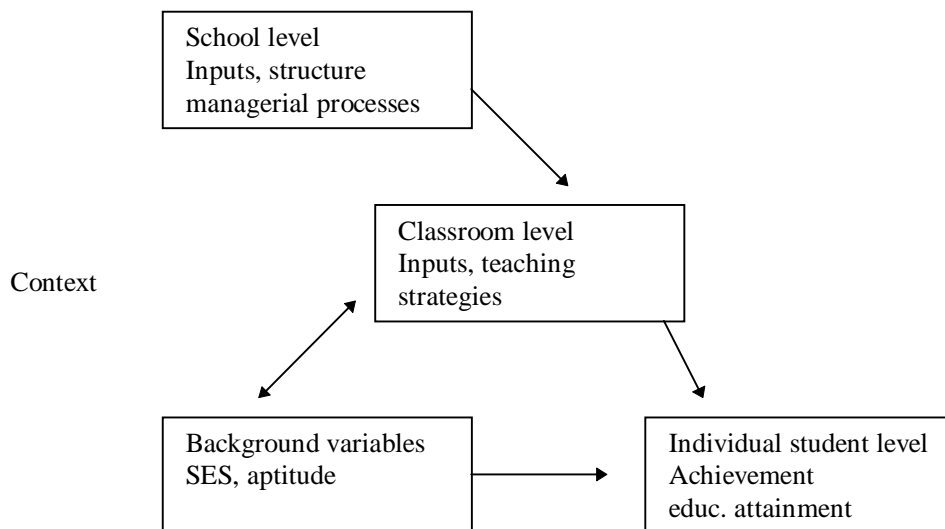 School level
Inputs, structure
managerial processes
Classroom level
Inputs, teaching
strategies
Context
Background variables
SES, aptitude
Individual student level
Achievement
educ. attainment